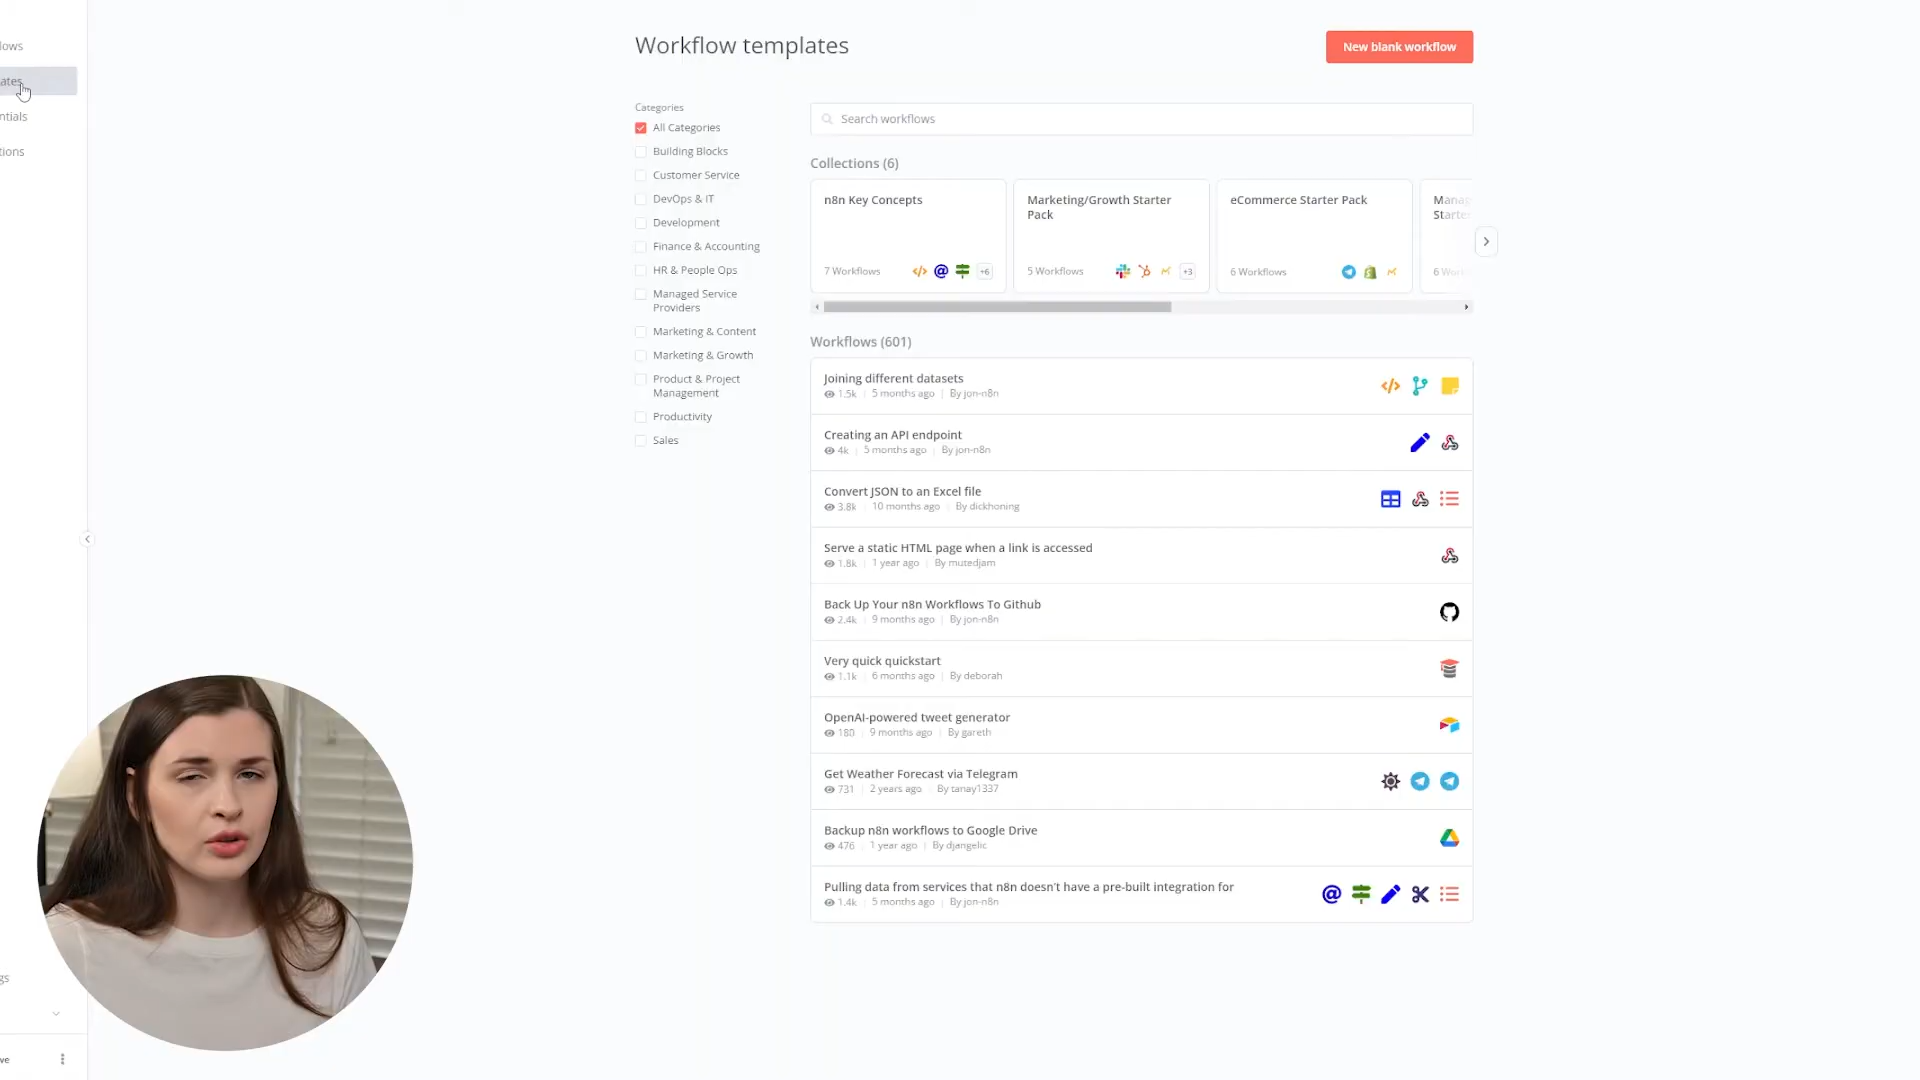 lows
ates
ntials
tions
gs
ve
Workflow templates
New blank workflow
Categories
All Categories
Building Blocks
Customer Service
DevOps & IT
Development
Finance & Accounting
HR & People Ops
Managed Service
Providers
Marketing & Content
Marketing & Growth
Product & Project
Management
Productivity
Sales
Search workflows
Collections (6)
n8n Key Concepts
7 Workflows
+6
Marketing/Growth Starter
Pack
5 Workflows
+3
eCommerce Starter Pack
6 Workflows
Manag
Starte
6 Work
Workflows (601)
Joining different datasets
1.5k | 5 months ago | By jon-n8n
Creating an API endpoint
4k | 5 months ago | By jon-n8n
Convert JSON to an Excel file
3.8k | 10 months ago | By dickhoning
Serve a static HTML page when a link is accessed
1.8k | 1 year ago | By mutedjam
Back Up Your n8n Workflows To Github
2.4k | 9 months ago | By jon-n8n
Very quick quickstart
1.1k | 6 months ago | By deborah
OpenAI-powered tweet generator
180 | 9 months ago | By gareth
Get Weather Forecast via Telegram
731 | 2 years ago | By tanay1337
Backup n8n workflows to Google Drive
476 | 1 year ago | By djangelic
Pulling data from services that n8n doesn't have a pre-built integration for
1.4k | 5 months ago | By jon-n8n